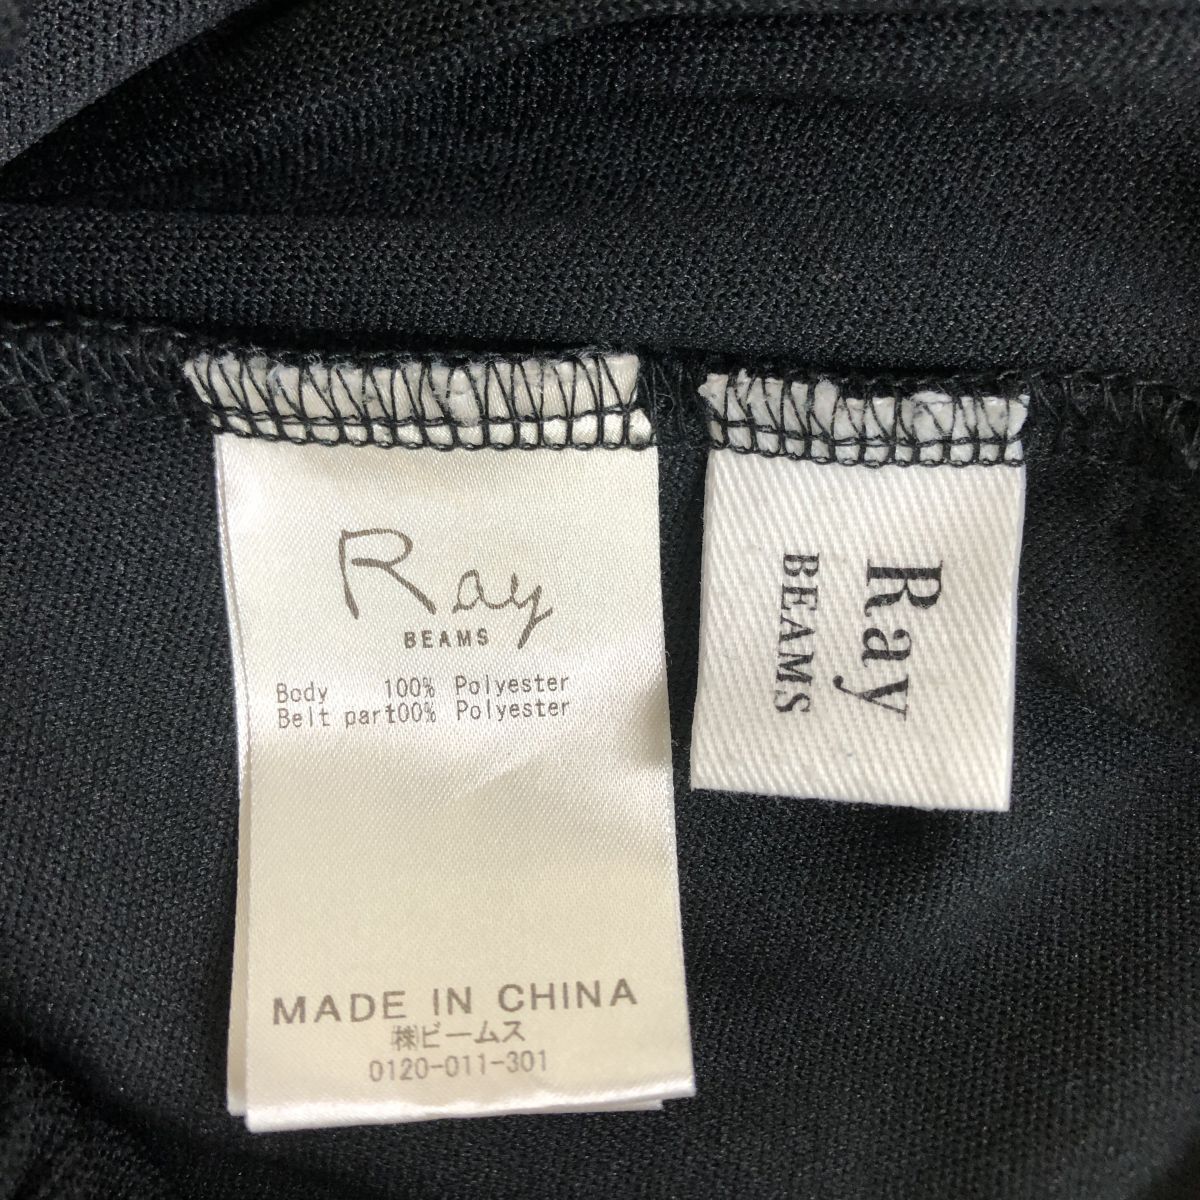 Ray
BEAMS
Body 100% Polyester
Belt part100% Polyester
MADE IN CHINA
㈱ビームス
0120-011-301
Ray
BEAMS